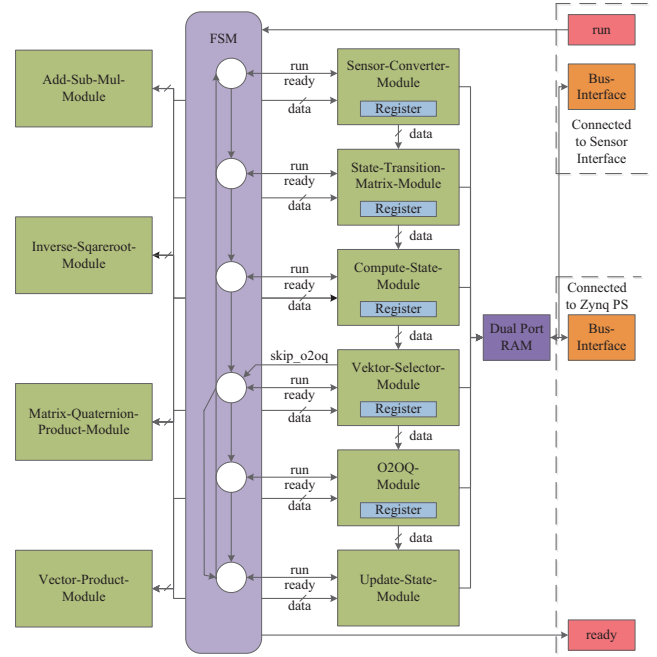 FSM
run
Add-Sub-Mul-
Module
run
ready
data
Sensor-Converter-
Module
Register
data
Bus-
Interface
Connected
to Sensor
Interface
run
ready
data
State-Transition-
Matrix-Module
Register
data
Inverse-Sqareroot-
Module
run
ready
data
Compute-State-
Module
Register
data
Connected
to Zynq PS
Dual Port
RAM
Bus-
Interface
skip_o2oq
Matrix-Quaternion-
Product-Module
run
ready
data
Vektor-Selector-
Module
Register
data
run
ready
data
O2OQ-
Module
Register
data
Vector-Product-
Module
run
ready
data
Update-State-
Module
ready